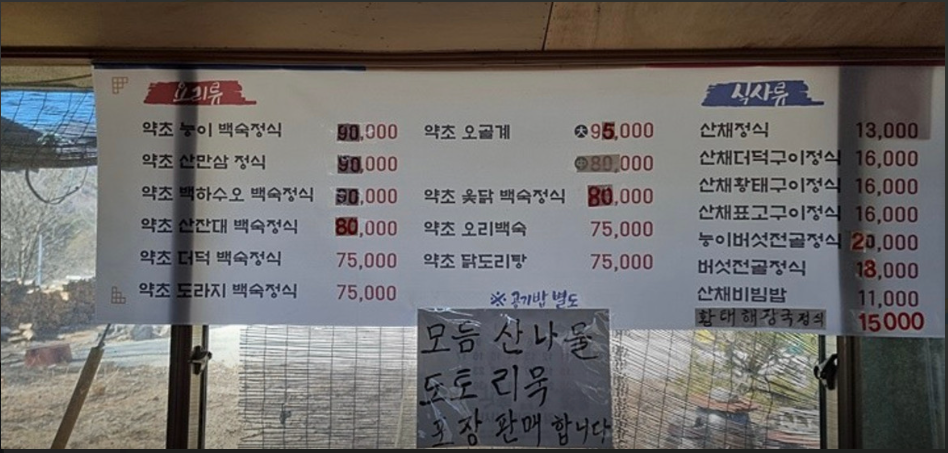 요리류
약초 능이 백숙정식 90,000
약초 산만삼 정식 90,000
약초 백하수오 백숙정식 90,000
약초 산잔대 백숙정식 80,000
약초 더덕 백숙정식 75,000
약초 도라지 백숙정식 75,000
약초 오골계 大 95,000
中 80,000
약초 옻닭 백숙정식 80,000
약초 오리백숙 75,000
약초 닭도리탕 75,000
※ 공기밥 별도
식사류
산채정식 13,000
산채더덕구이정식 16,000
산채황태구이정식 16,000
산채표고구이정식 16,000
능이버섯전골정식 20,000
버섯전골정식 18,000
산채비빔밥 11,000
황태해장국정식 15000
모듬 산나물
도토리묵
포장 판매 합니다